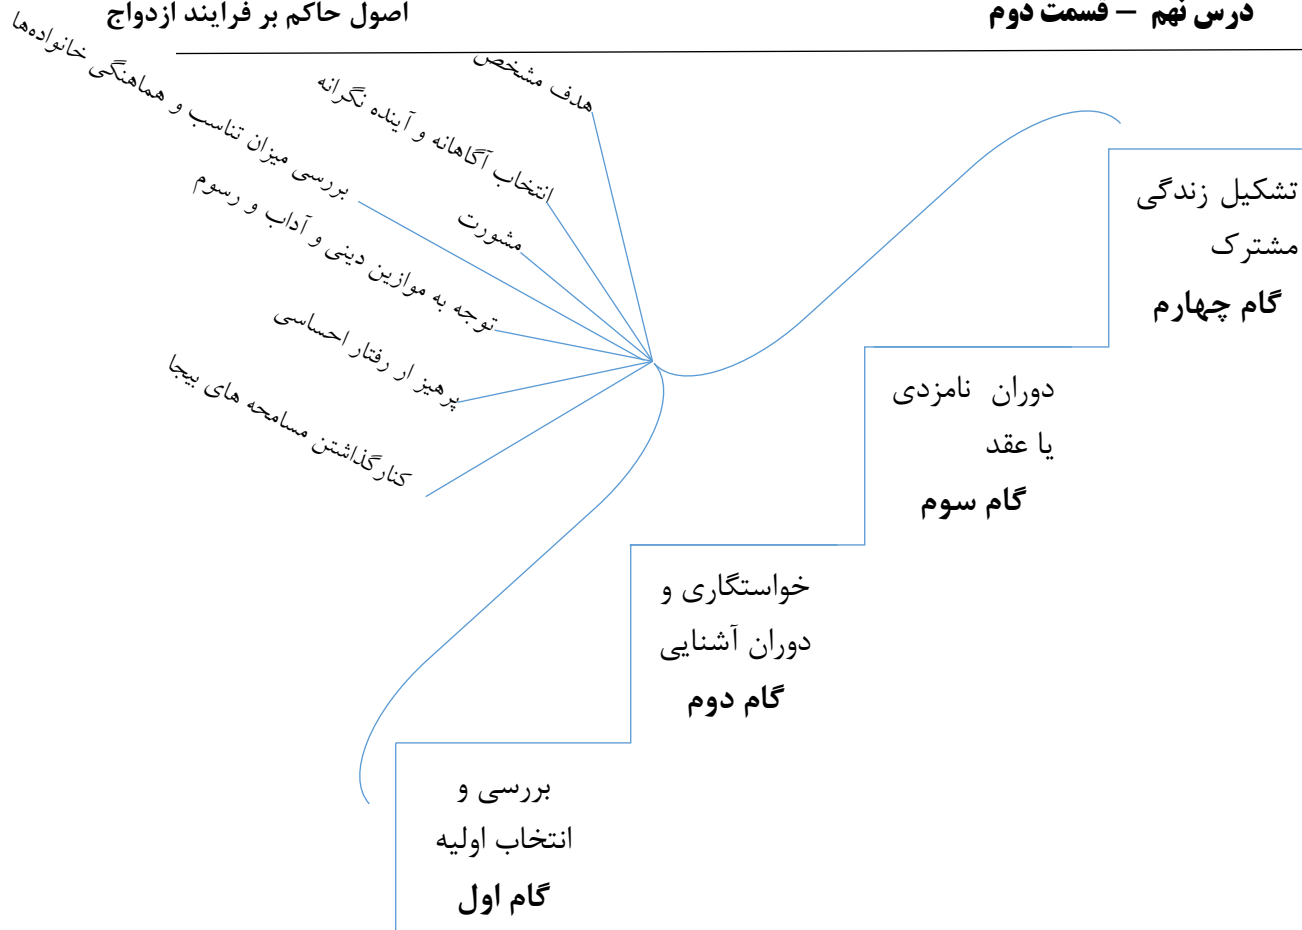 درس نهم – قسمت دوم
اصول حاکم بر فرایند ازدواج
هدف مشخص
انتخاب آگاهانه و آینده نگرانه
بررسی میزان تناسب و هماهنگی خانواده‌ها
مشورت
توجه به موازین دینی و آداب و رسوم
پرهیز ار رفتار احساسی
کنارگذاشتن مسامحه های بیجا
تشکیل زندگی
مشترک
گام چهارم
دوران نامزدی
یا عقد
گام سوم
خواستگاری و
دوران آشنایی
گام دوم
بررسی و
انتخاب اولیه
گام اول